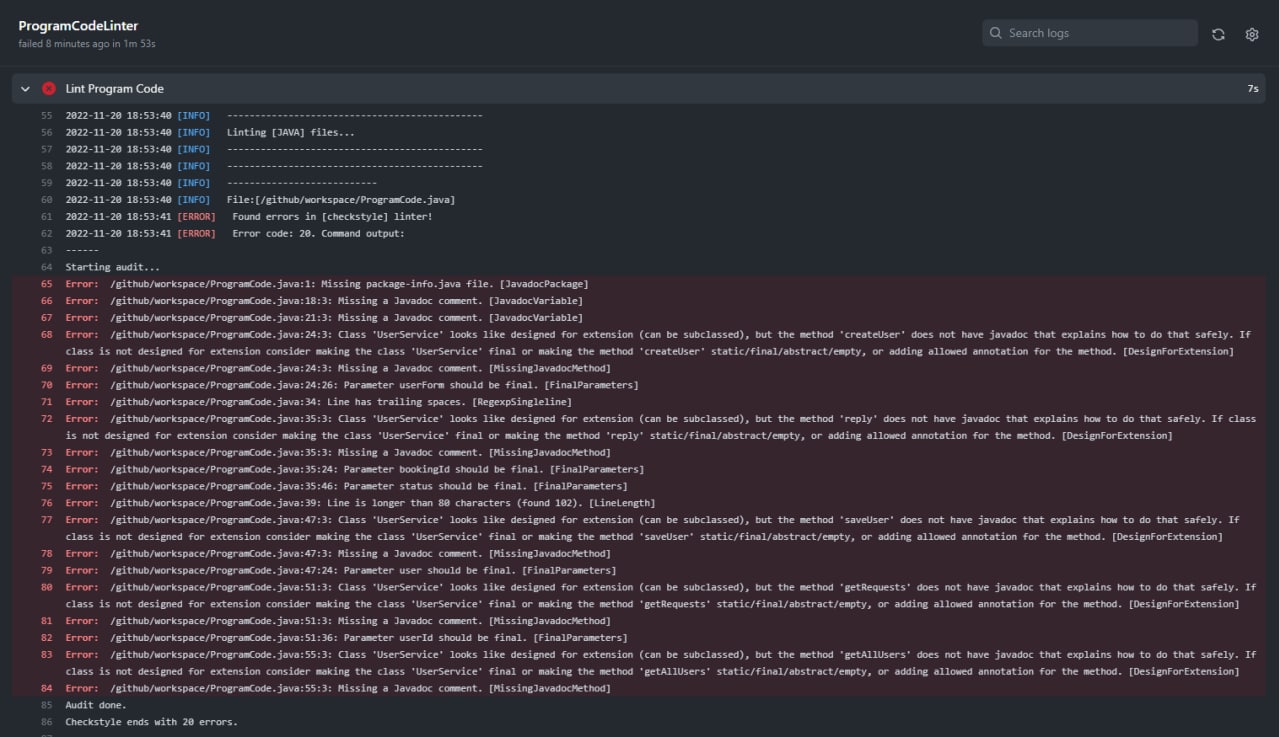 ProgramCodeLinter
failed 8 minutes ago in 1m 53s
Search logs
Lint Program Code
7s
55 2022-11-20 18:53:40 [INFO] ----------------------------------------------
56 2022-11-20 18:53:40 [INFO] Linting [JAVA] files...
57 2022-11-20 18:53:40 [INFO] ----------------------------------------------
58 2022-11-20 18:53:40 [INFO] ----------------------------------------------
59 2022-11-20 18:53:40 [INFO] ---------------------------
60 2022-11-20 18:53:40 [INFO] File:[/github/workspace/ProgramCode.java]
61 2022-11-20 18:53:41 [ERROR] Found errors in [checkstyle] linter!
62 2022-11-20 18:53:41 [ERROR] Error code: 20. Command output:
63 ------
64 Starting audit...
65 Error: /github/workspace/ProgramCode.java:1: Missing package-info.java file. [JavadocPackage]
66 Error: /github/workspace/ProgramCode.java:18:3: Missing a Javadoc comment. [JavadocVariable]
67 Error: /github/workspace/ProgramCode.java:21:3: Missing a Javadoc comment. [JavadocVariable]
68 Error: /github/workspace/ProgramCode.java:24:3: Class 'UserService' looks like designed for extension (can be subclassed), but the method 'createUser' does not have javadoc that explains how to do that safely. If
class is not designed for extension consider making the class 'UserService' final or making the method 'createUser' static/final/abstract/empty, or adding allowed annotation for the method. [DesignForExtension]
69 Error: /github/workspace/ProgramCode.java:24:3: Missing a Javadoc comment. [MissingJavadocMethod]
70 Error: /github/workspace/ProgramCode.java:24:26: Parameter userForm should be final. [FinalParameters]
71 Error: /github/workspace/ProgramCode.java:34: Line has trailing spaces. [RegexpSingleline]
72 Error: /github/workspace/ProgramCode.java:35:3: Class 'UserService' looks like designed for extension (can be subclassed), but the method 'reply' does not have javadoc that explains how to do that safely. If class
is not designed for extension consider making the class 'UserService' final or making the method 'reply' static/final/abstract/empty, or adding allowed annotation for the method. [DesignForExtension]
73 Error: /github/workspace/ProgramCode.java:35:3: Missing a Javadoc comment. [MissingJavadocMethod]
74 Error: /github/workspace/ProgramCode.java:35:24: Parameter bookingId should be final. [FinalParameters]
75 Error: /github/workspace/ProgramCode.java:35:46: Parameter status should be final. [FinalParameters]
76 Error: /github/workspace/ProgramCode.java:39: Line is longer than 80 characters (found 102). [LineLength]
77 Error: /github/workspace/ProgramCode.java:47:3: Class 'UserService' looks like designed for extension (can be subclassed), but the method 'saveUser' does not have javadoc that explains how to do that safely. If
class is not designed for extension consider making the class 'UserService' final or making the method 'saveUser' static/final/abstract/empty, or adding allowed annotation for the method. [DesignForExtension]
78 Error: /github/workspace/ProgramCode.java:47:3: Missing a Javadoc comment. [MissingJavadocMethod]
79 Error: /github/workspace/ProgramCode.java:47:24: Parameter user should be final. [FinalParameters]
80 Error: /github/workspace/ProgramCode.java:51:3: Class 'UserService' looks like designed for extension (can be subclassed), but the method 'getRequests' does not have javadoc that explains how to do that safely. If
class is not designed for extension consider making the class 'UserService' final or making the method 'getRequests' static/final/abstract/empty, or adding allowed annotation for the method. [DesignForExtension]
81 Error: /github/workspace/ProgramCode.java:51:3: Missing a Javadoc comment. [MissingJavadocMethod]
82 Error: /github/workspace/ProgramCode.java:51:36: Parameter userId should be final. [FinalParameters]
83 Error: /github/workspace/ProgramCode.java:55:3: Class 'UserService' looks like designed for extension (can be subclassed), but the method 'getAllUsers' does not have javadoc that explains how to do that safely. If
class is not designed for extension consider making the class 'UserService' final or making the method 'getAllUsers' static/final/abstract/empty, or adding allowed annotation for the method. [DesignForExtension]
84 Error: /github/workspace/ProgramCode.java:55:3: Missing a Javadoc comment. [MissingJavadocMethod]
85 Audit done.
86 Checkstyle ends with 20 errors.